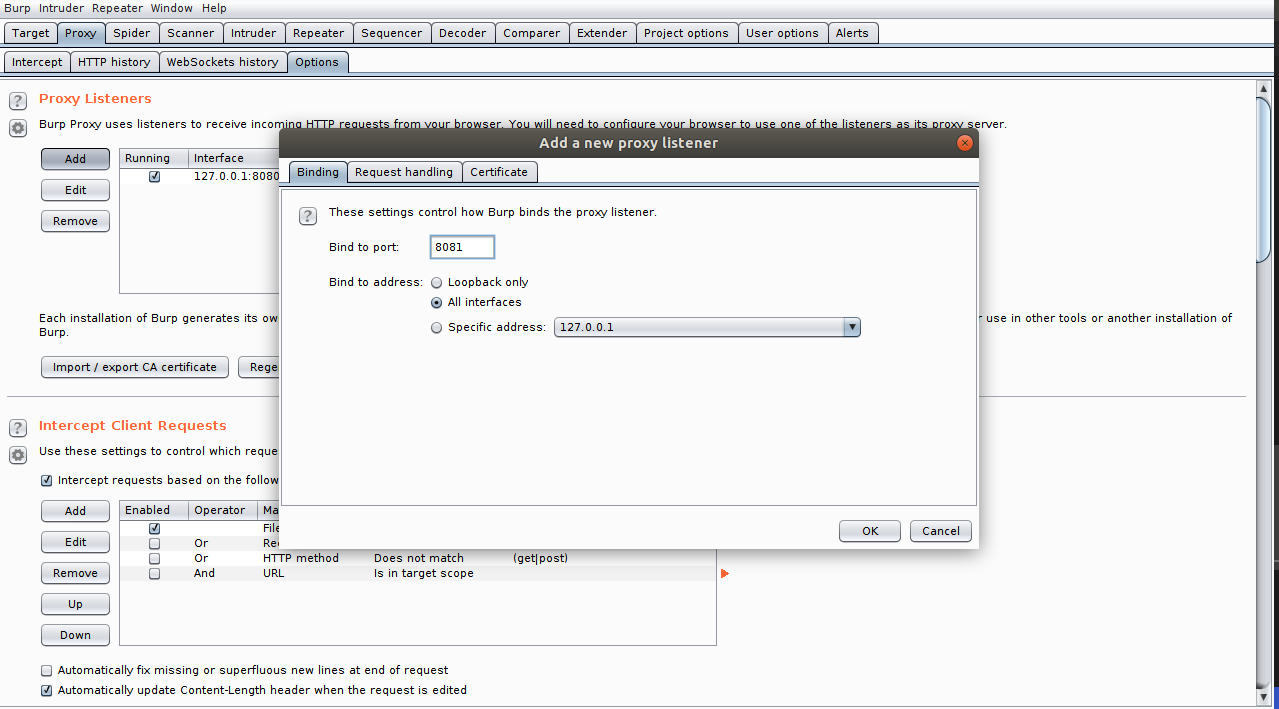 Burp Intruder Repeater Window Help
Target Proxy Spider Scanner Intruder Repeater Sequencer Decoder Comparer Extender Project options User options Alerts
Intercept HTTP history WebSockets history Options
? Proxy Listeners
Burp Proxy uses listeners to receive incoming HTTP requests from your browser. You will need to configure your browser to use one of the listeners as its proxy server.
Add Running Interface
127.0.0.1:8080
Edit
Remove
Add a new proxy listener
Binding Request handling Certificate
? These settings control how Burp binds the proxy listener.
Bind to port: 8081
Bind to address: Loopback only
All interfaces
Specific address: 127.0.0.1
OK Cancel
Each installation of Burp generates its ow
use in other tools or another installation of
Burp.
Import / export CA certificate Rege
? Intercept Client Requests
Use these settings to control which reque
Intercept requests based on the follow
Add Enabled Operator Ma
File
Edit Or Re
Or HTTP method Does not match (get|post)
Remove And URL Is in target scope
Up
Down
Automatically fix missing or superfluous new lines at end of request
Automatically update Content-Length header when the request is edited